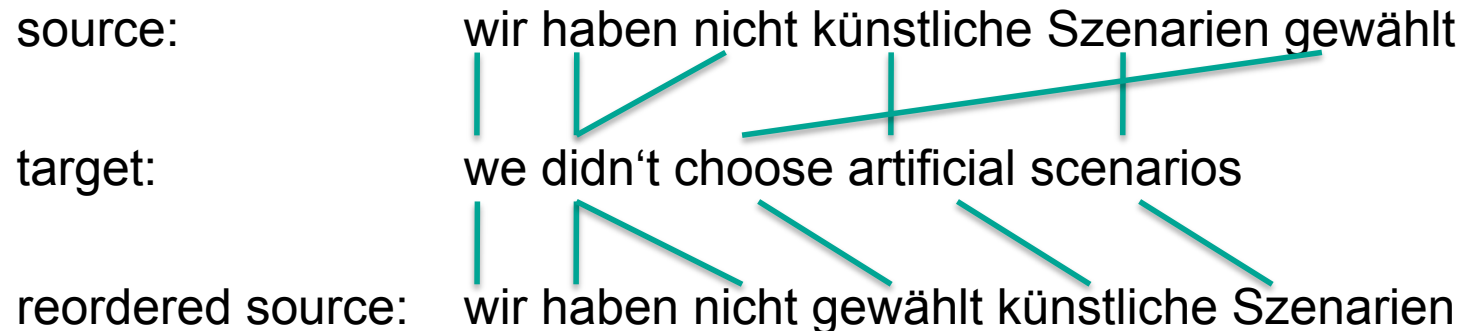 source: wir haben nicht künstliche Szenarien gewählt
target: we didn‘t choose artificial scenarios
reordered source: wir haben nicht gewählt künstliche Szenarien